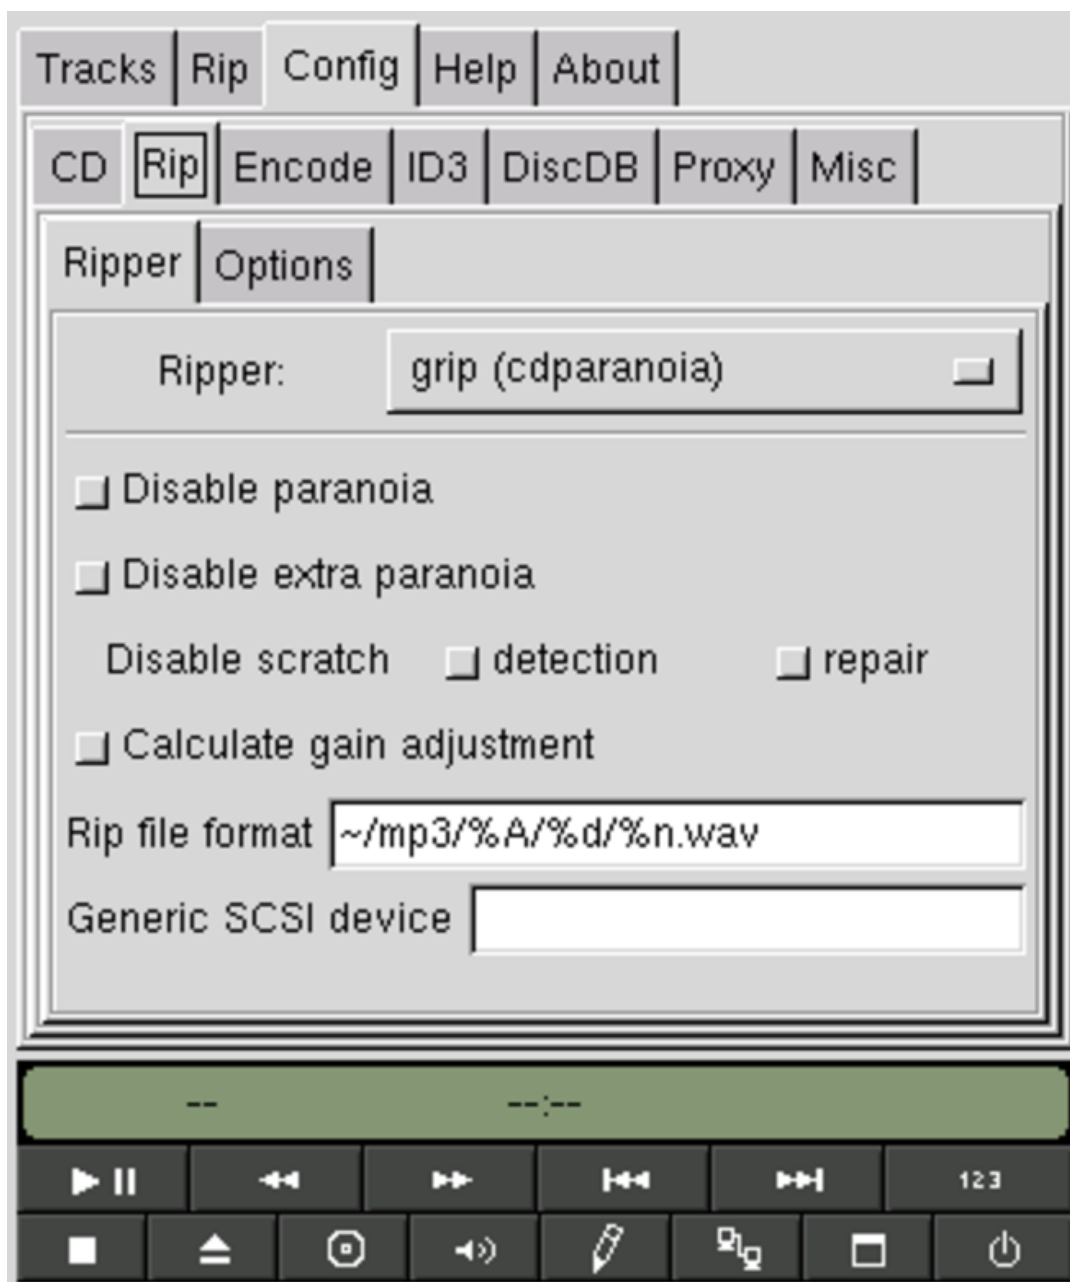 Tracks Rip Config Help About
CD Rip Encode ID3 DiscDB Proxy Misc
Ripper Options
Ripper: grip (cdparanoia)
Disable paranoia
Disable extra paranoia
Disable scratch detection repair
Calculate gain adjustment
Rip file format ~/mp3/%A/%d/%n.wav
Generic SCSI device
-- --:--
123